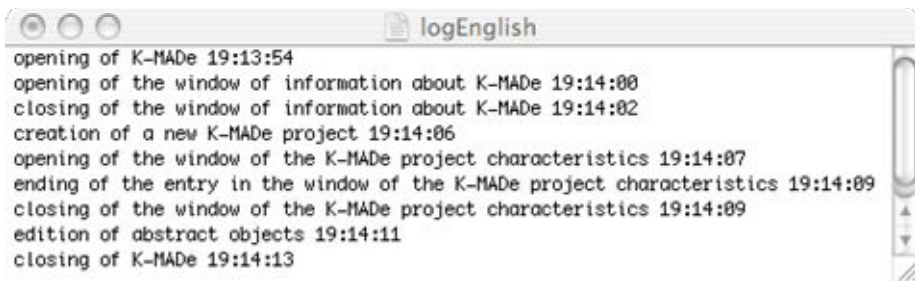 logEnglish
opening of K-MADe 19:13:54
opening of the window of information about K-MADe 19:14:00
closing of the window of information about K-MADe 19:14:02
creation of a new K-MADe project 19:14:06
opening of the window of the K-MADe project characteristics 19:14:07
ending of the entry in the window of the K-MADe project characteristics 19:14:09
closing of the window of the K-MADe project characteristics 19:14:09
edition of abstract objects 19:14:11
closing of K-MADe 19:14:13